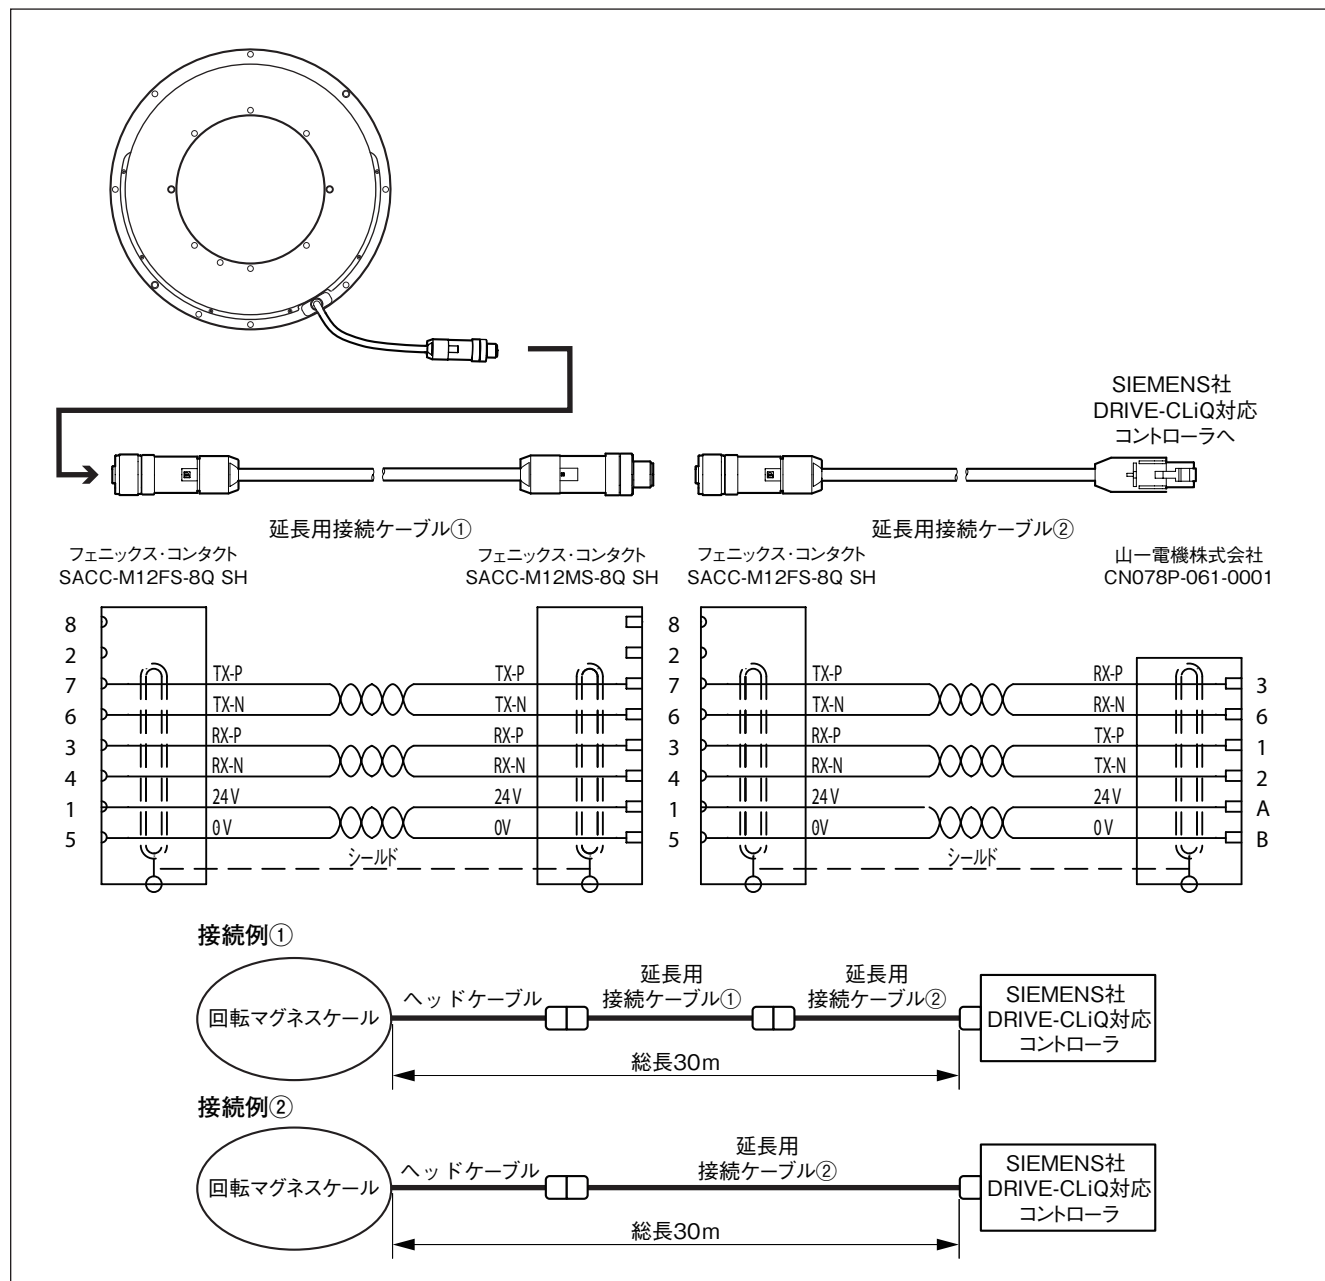 SIEMENS社
DRIVE-CLiQ対応
コントローラへ
延長用接続ケーブル①
延長用接続ケーブル②
フェニックス・コンタクト
SACC-M12FS-8Q SH
フェニックス・コンタクト
SACC-M12MS-8Q SH
フェニックス・コンタクト
SACC-M12FS-8Q SH
山一電機株式会社
CN078P-061-0001
8
2
7
6
3
4
1
5
TX-P
TX-N
RX-P
RX-N
24V
0V
シールド
TX-P
TX-N
RX-P
RX-N
24V
0V
8
2
7
6
3
4
1
5
TX-P
TX-N
RX-P
RX-N
24V
0V
シールド
RX-P
RX-N
TX-P
TX-N
24V
0V
3
6
1
2
A
B
接続例①
回転マグネスケール
ヘッドケーブル
延長用
接続ケーブル①
延長用
接続ケーブル②
SIEMENS社
DRIVE-CLiQ対応
コントローラ
総長30m
接続例②
回転マグネスケール
ヘッドケーブル
延長用
接続ケーブル②
SIEMENS社
DRIVE-CLiQ対応
コントローラ
総長30m